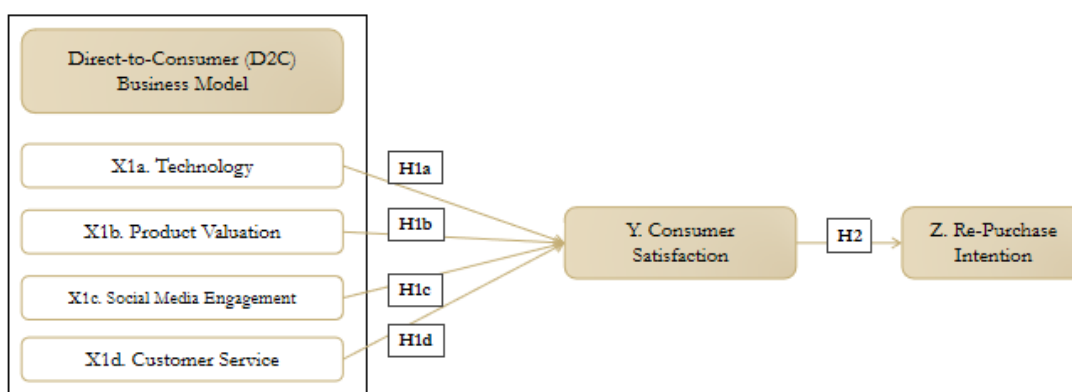 Direct-to-Consumer (D2C)
Business Model
X1a. Technology
H1a
X1b. Product Valuation
H1b
Y. Consumer
Satisfaction
H2
Z. Re-Purchase
Intention
X1c. Social Media Engagement
H1c
X1d. Customer Service
H1d